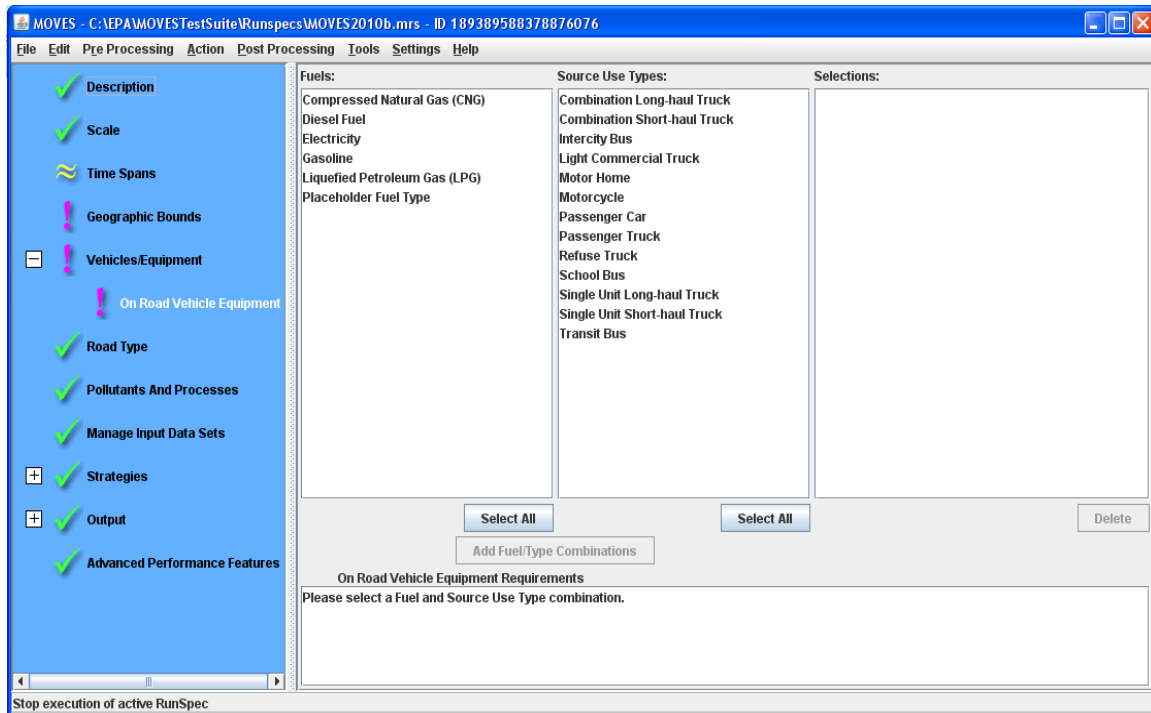 MOVES - C:\EPA\MOVESTestSuite\Runspecs\MOVES2010b.mrs - ID 189389588378876076
File Edit Pre Processing Action Post Processing Tools Settings Help
Description
Scale
Time Spans
Geographic Bounds
Vehicles/Equipment
On Road Vehicle Equipment
Road Type
Pollutants And Processes
Manage Input Data Sets
Strategies
Output
Advanced Performance Features
Fuels:
Compressed Natural Gas (CNG)
Diesel Fuel
Electricity
Gasoline
Liquefied Petroleum Gas (LPG)
Placeholder Fuel Type
Select All
Source Use Types:
Combination Long-haul Truck
Combination Short-haul Truck
Intercity Bus
Light Commercial Truck
Motor Home
Motorcycle
Passenger Car
Passenger Truck
Refuse Truck
School Bus
Single Unit Long-haul Truck
Single Unit Short-haul Truck
Transit Bus
Select All
Selections:
Delete
Add Fuel/Type Combinations
On Road Vehicle Equipment Requirements
Please select a Fuel and Source Use Type combination.
Stop execution of active RunSpec